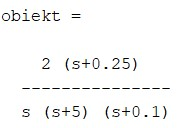 obiekt =
2 (s+0.25)
---------------
s (s+5) (s+0.1)